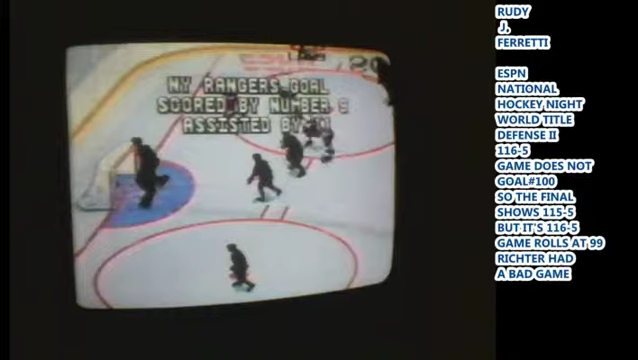 NY RANGERS GOAL
SCORED BY NUMBER 9
ASSISTED BY
RUDY
J.
FERRETTI
ESPN
NATIONAL
HOCKEY NIGHT
WORLD TITLE
DEFENSE II
116-5
GAME DOES NOT
GOAL#100
SO THE FINAL
SHOWS 115-5
BUT IT'S 116-5
GAME ROLLS AT 99
RICHTER HAD
A BAD GAME